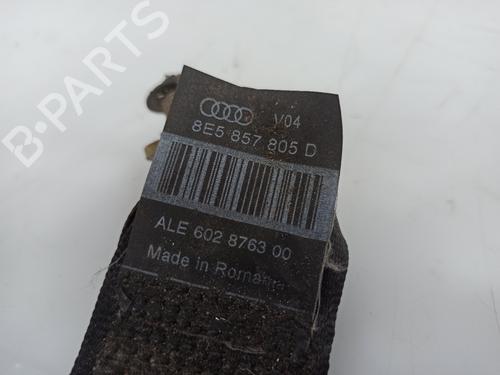 B-PARTS
V04
8E5 857 805 D
ALE 602 8763 00
Made in Romania